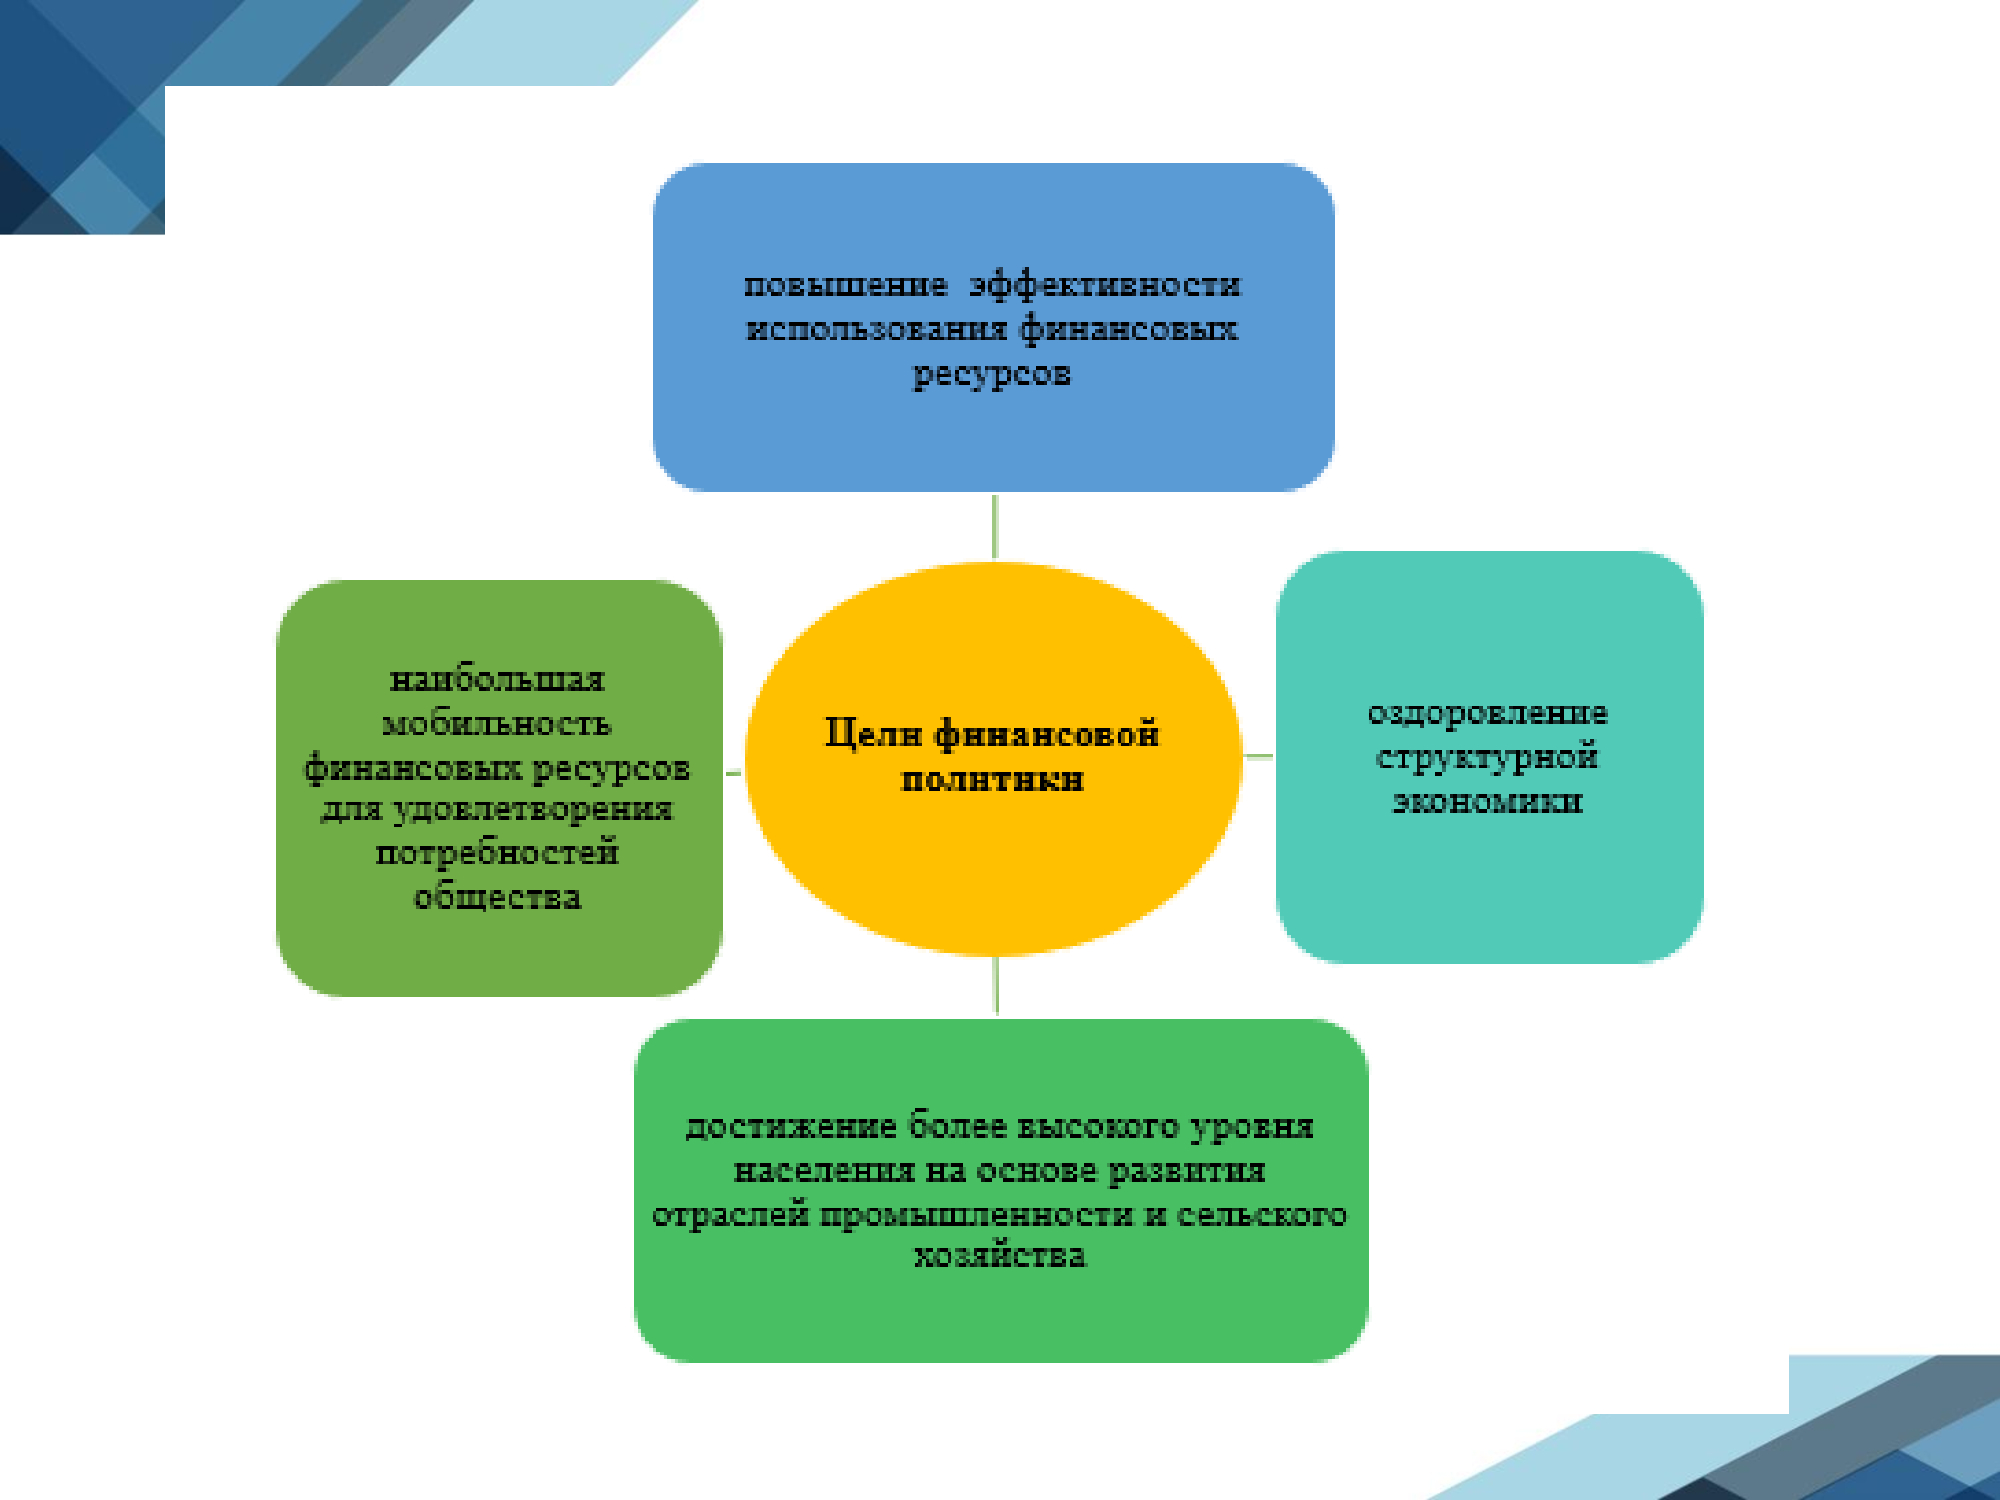 повышение эффективности
использования финансовых
ресурсов
наибольшая
мобильность
финансовых ресурсов
для удовлетворения
потребностей
общества
Цели финансовой
политики
оздоровление
структурной
экономики
достижение более высокого уровня
населения на основе развития
отраслей промышленности и сельского
хозяйства